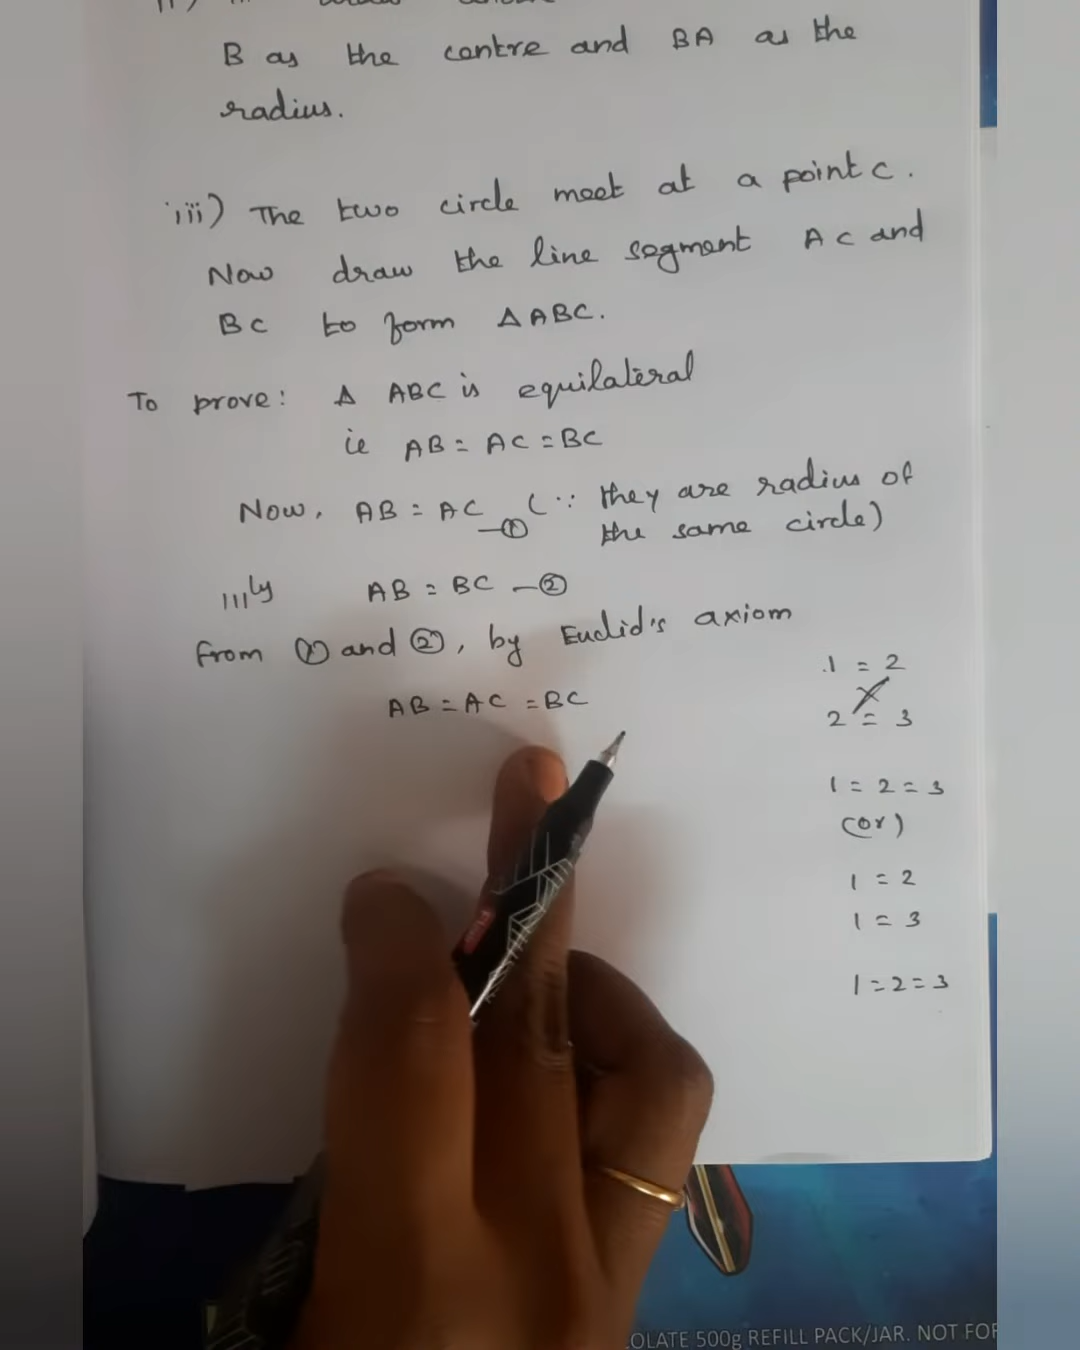 B as the centre and BA as the
radius.
iii) The two circle meet at a point C.
Now draw the line segment AC and
BC to form △ABC.
To prove: △ ABC is equilateral
ie AB = AC = BC
Now, AB = AC —① (∵ they are radius of
the same circle)
lllly AB = BC —②
From ① and ②, by Euclid's axiom
AB = AC = BC
1 = 2
2 = 3
1 = 2 = 3
(or)
1 = 2
1 = 3
1 = 2 = 3
OLATE 500g REFILL PACK/JAR. NOT FOR